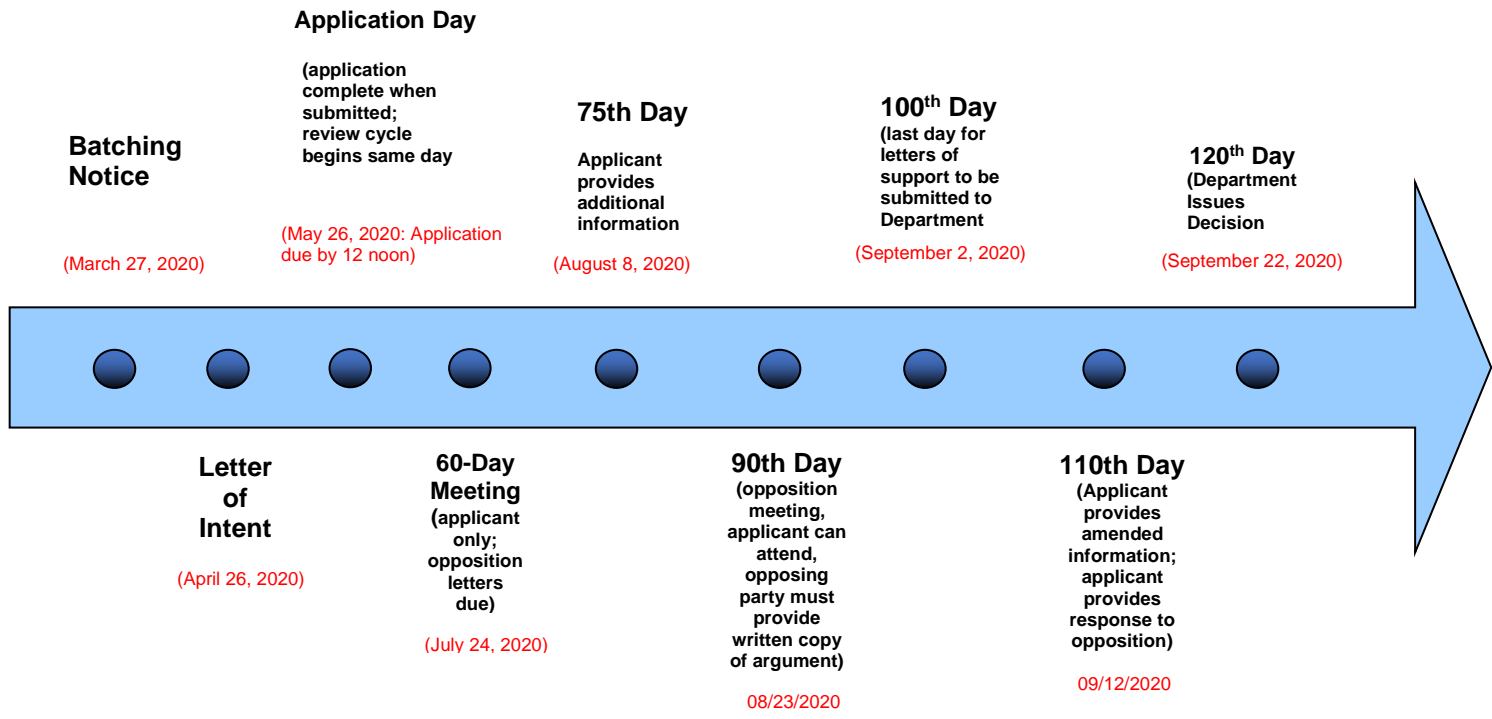 Application Day
(application
complete when
submitted;
review cycle
begins same day
(May 26, 2020: Application
due by 12 noon)
Batching
Notice
(March 27, 2020)
75th Day
Applicant
provides
additional
information
(August 8, 2020)
100th Day
(last day for
letters of
support to be
submitted to
Department
(September 2, 2020)
120th Day
(Department
Issues
Decision
(September 22, 2020)
Letter
of
Intent
(April 26, 2020)
60-Day
Meeting
(applicant
only;
opposition
letters
due)
(July 24, 2020)
90th Day
(opposition
meeting,
applicant can
attend,
opposing
party must
provide
written copy
of argument)
08/23/2020
110th Day
(Applicant
provides
amended
information;
applicant
provides
response to
opposition)
09/12/2020